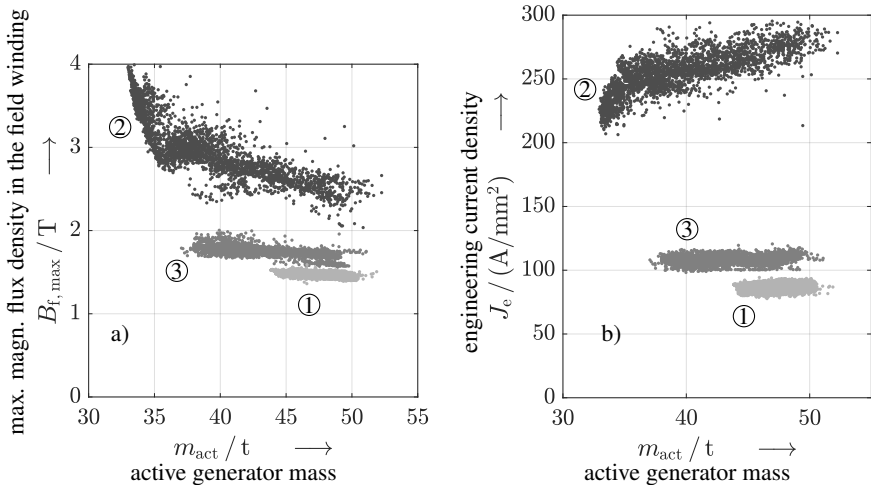 max. magn. flux density in the field winding
B_f,max / T ⟶
4
3
2
1
0
②
③
①
a)
30 35 40 45 50 55
m_act / t ⟶
active generator mass
engineering current density
J_e / (A/mm²) ⟶
300
250
200
150
100
50
0
②
③
①
b)
30 40 50
m_act / t ⟶
active generator mass